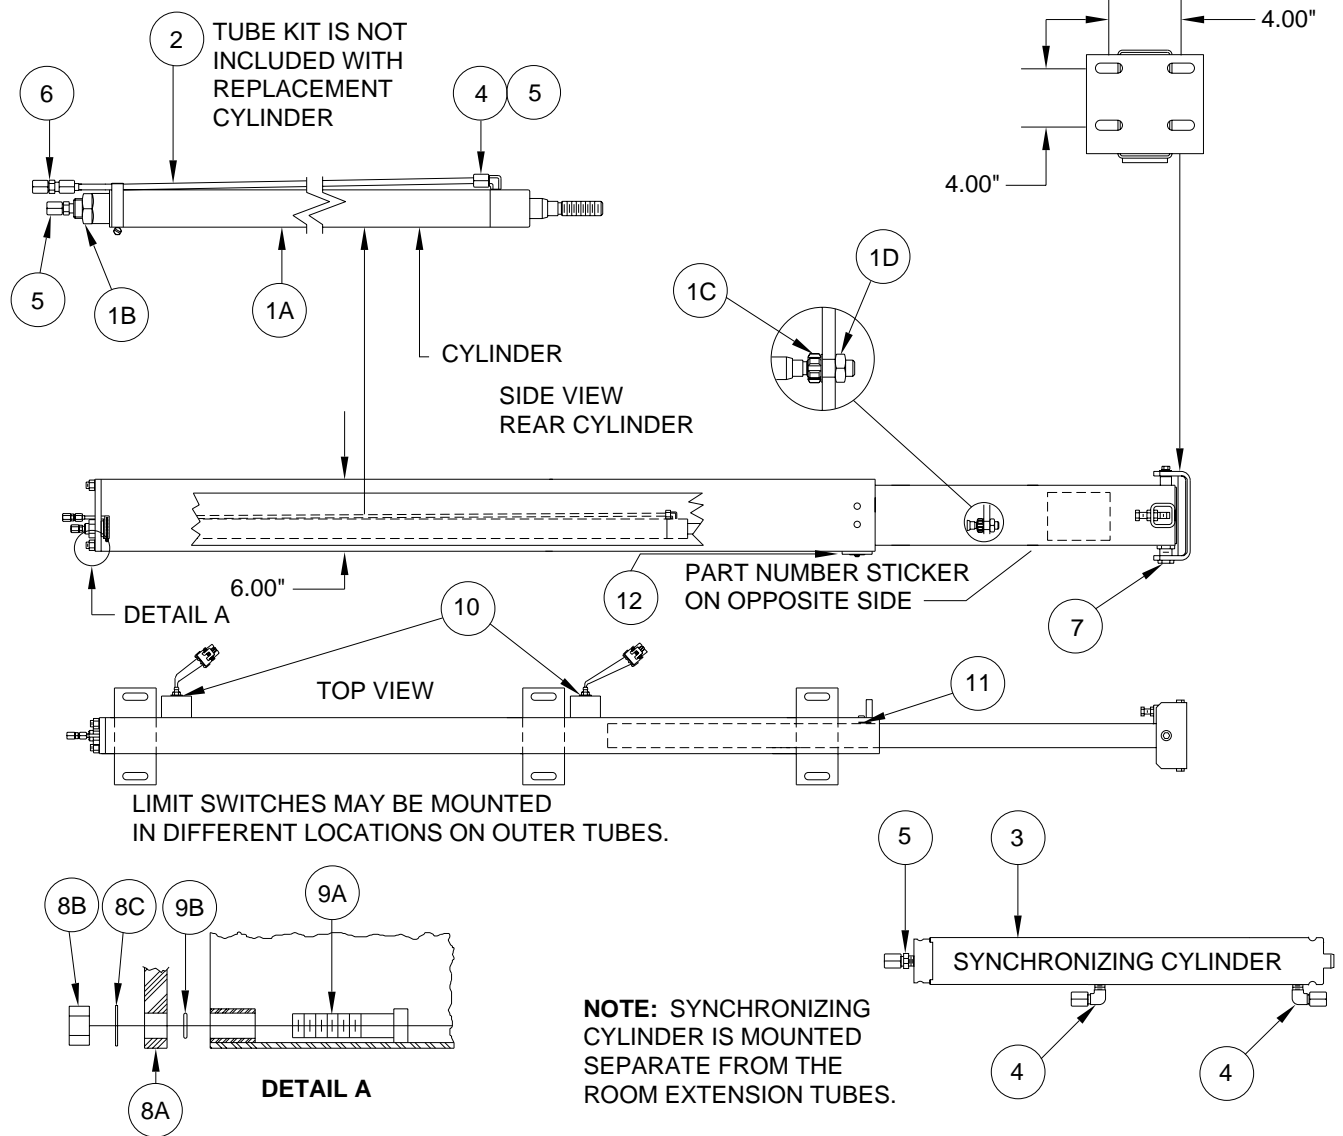 2
TUBE KIT IS NOT
INCLUDED WITH
REPLACEMENT
CYLINDER
6
4
5
4.00"
4.00"
5
1B
1A
CYLINDER
1C
1D
SIDE VIEW
REAR CYLINDER
6.00"
DETAIL A
12
PART NUMBER STICKER
ON OPPOSITE SIDE
7
10
TOP VIEW
11
LIMIT SWITCHES MAY BE MOUNTED
IN DIFFERENT LOCATIONS ON OUTER TUBES.
5
3
SYNCHRONIZING CYLINDER
4
4
8B
8C
9B
9A
8A
DETAIL A
NOTE: SYNCHRONIZING
CYLINDER IS MOUNTED
SEPARATE FROM THE
ROOM EXTENSION TUBES.